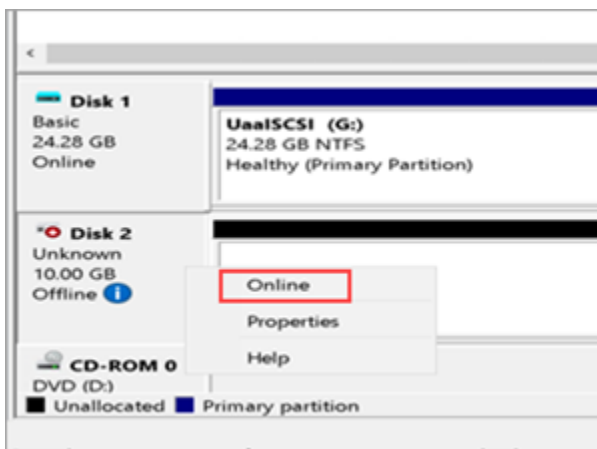 Disk 1
Basic
24.28 GB
Online
UaaISCSI (G:)
24.28 GB NTFS
Healthy (Primary Partition)
Disk 2
Unknown
10.00 GB
Offline
Online
Properties
Help
CD-ROM 0
DVD (D:)
Unallocated Primary partition